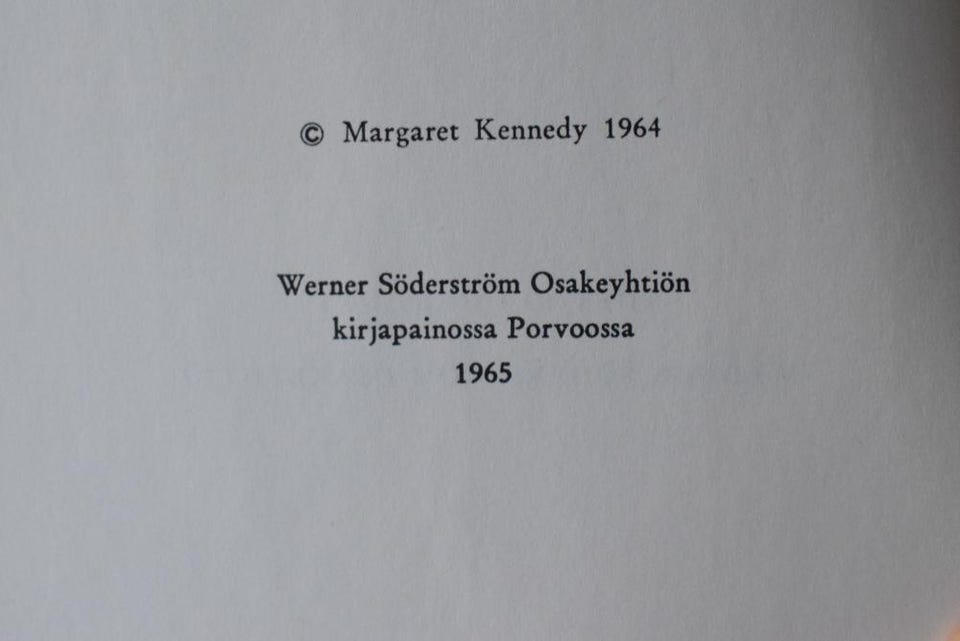 © Margaret Kennedy 1964
Werner Söderström Osakeyhtiön
kirjapainossa Porvoossa
1965